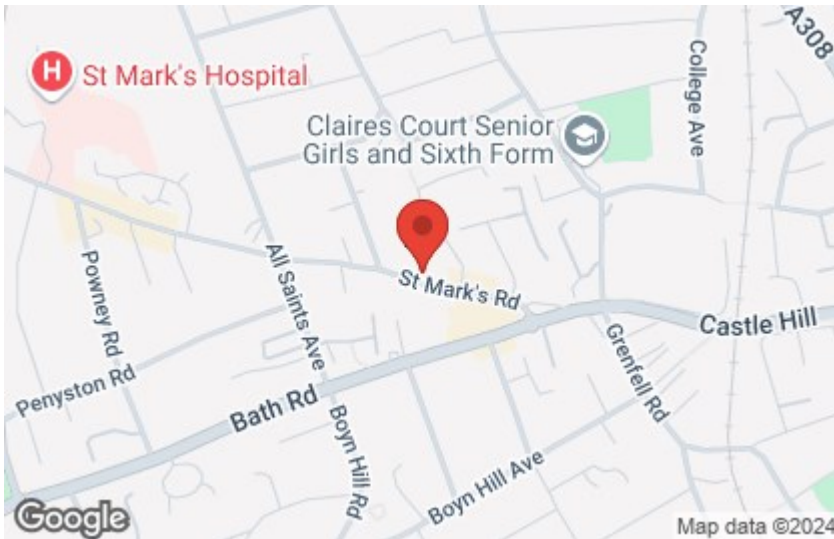 A308
H
St Mark's Hospital
College Ave
Claires Court Senior
Girls and Sixth Form
Powney Rd
All Saints Ave
St Mark's Rd
Castle Hill
Grenfell Rd
Penyston Rd
Bath Rd
Boyn Hill Rd
Boyn Hill Ave
Google
Map data ©2024